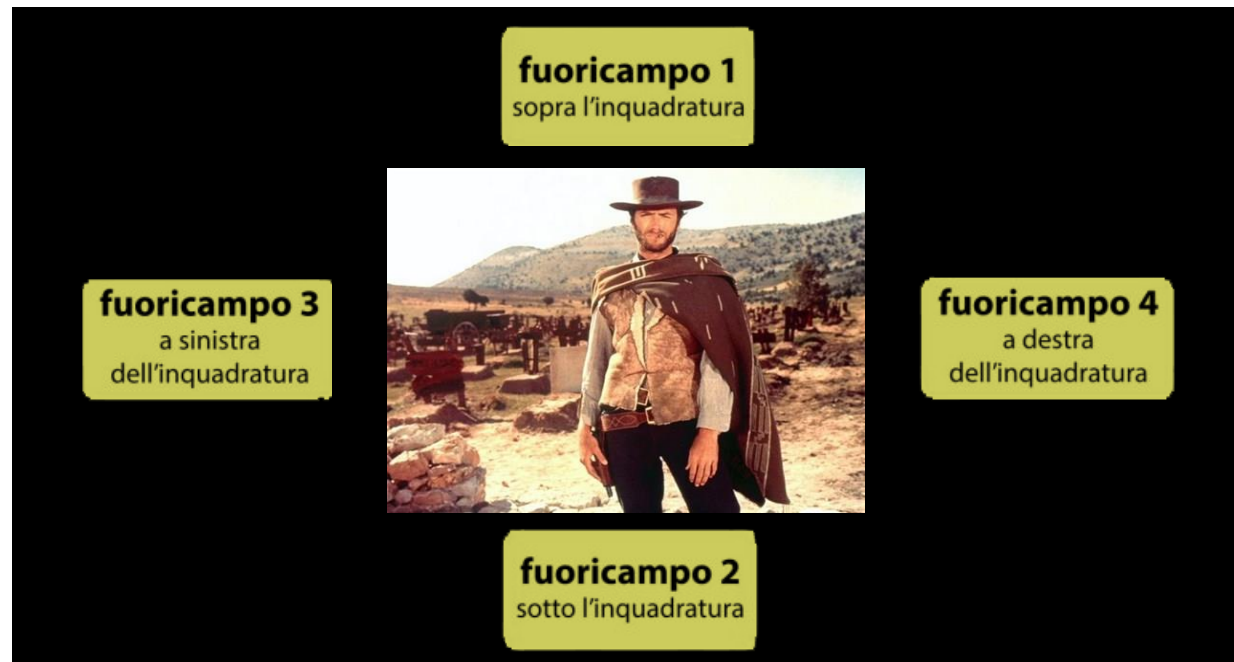 fuoricampo 1
sopra l'inquadratura
fuoricampo 3
a sinistra
dell'inquadratura
fuoricampo 4
a destra
dell'inquadratura
fuoricampo 2
sotto l'inquadratura